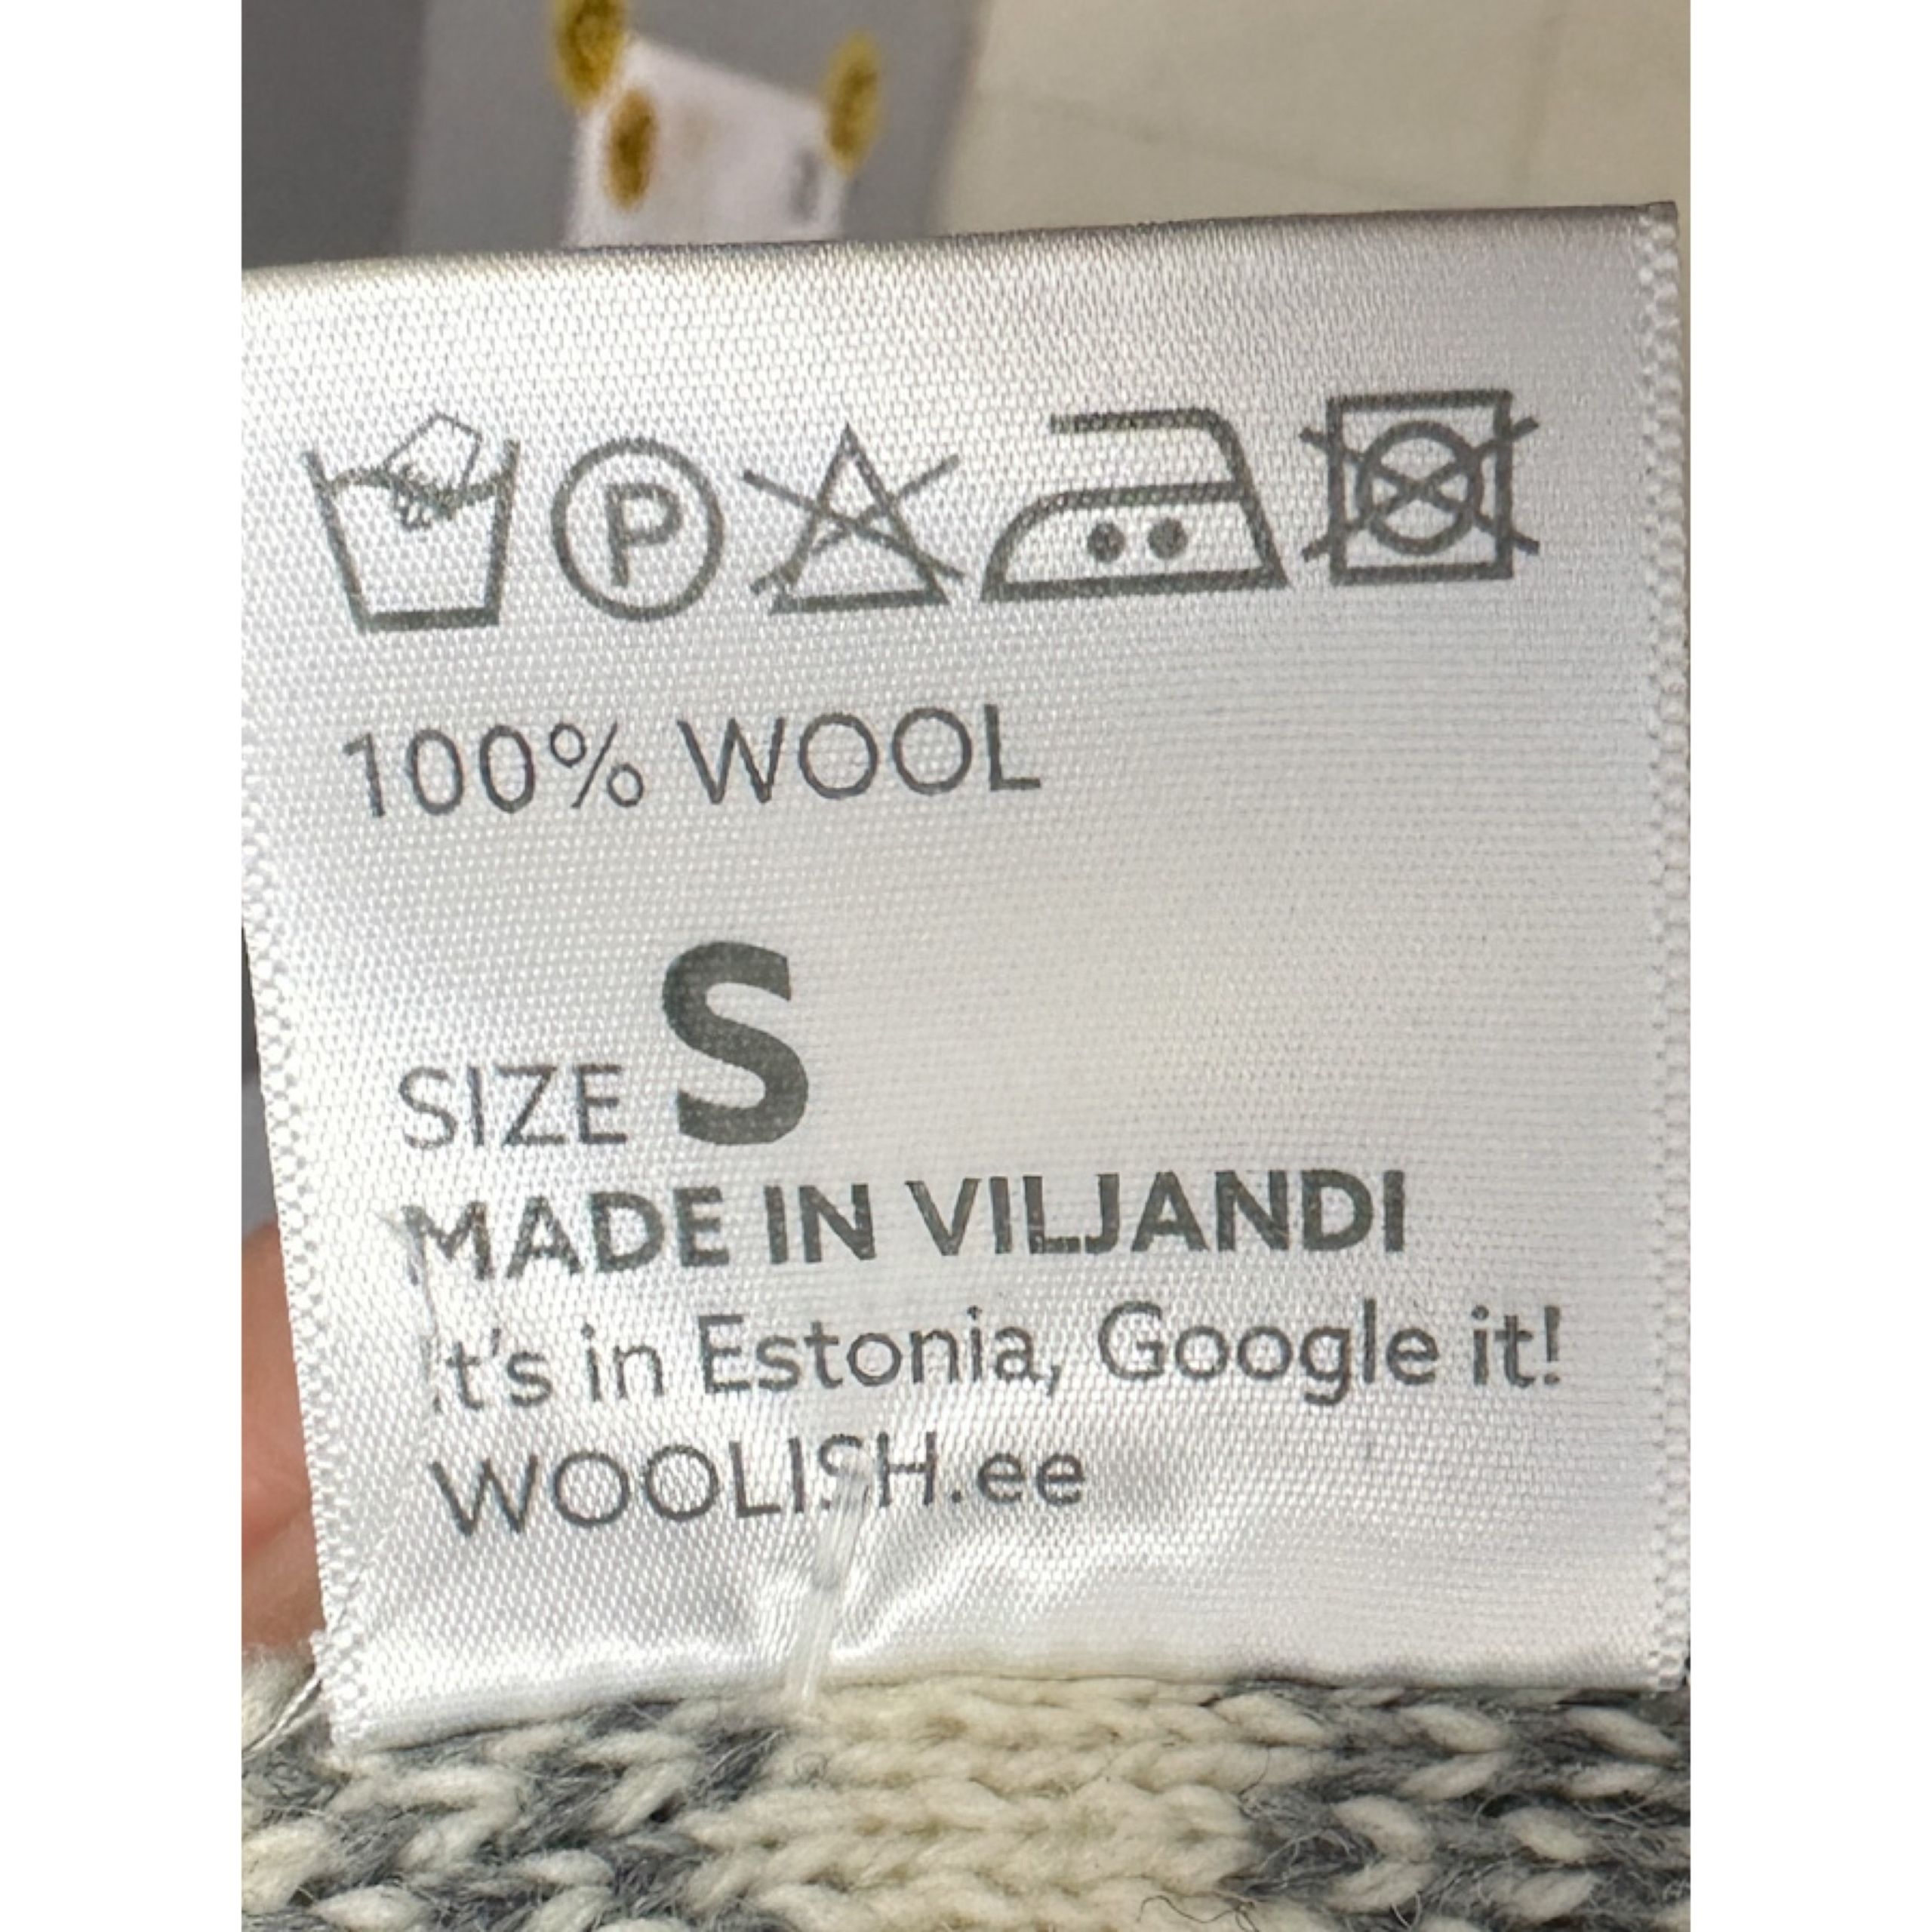 P
100% WOOL
SIZE S
MADE IN VILJANDI
It's in Estonia, Google it!
WOOLISH.ee